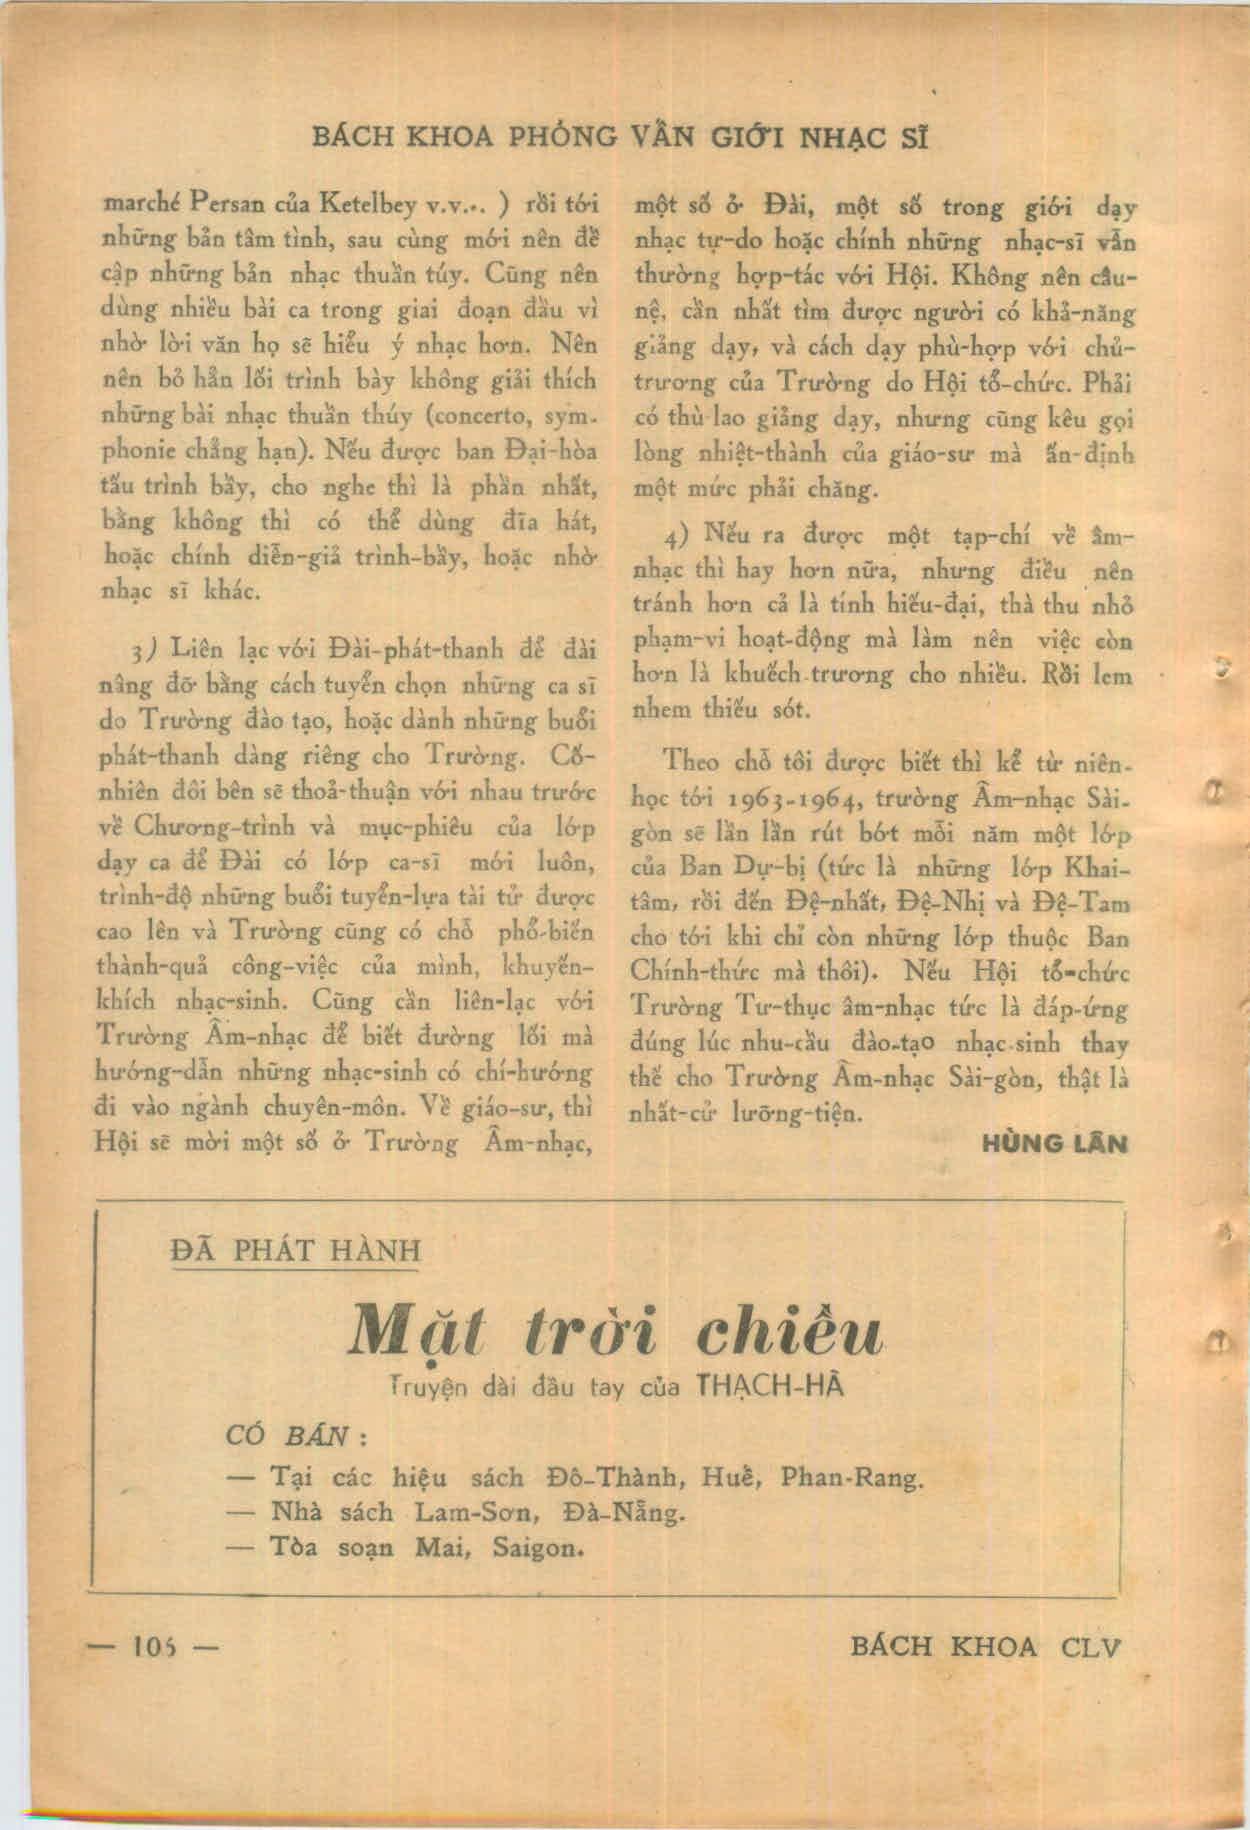 BÁCH KHOA PHỎNG VẤN GIỚI NHẠC SĨ
marché Persan của Ketelbey v.v... ) rồi tới
những bản tâm tình, sau cùng mới nên đề
cập những bản nhạc thuần túy. Cũng nên
dùng nhiều bài ca trong giai đoạn đầu vì
nhờ lời văn họ sẽ hiểu ý nhạc hơn. Nên
nên bỏ hẳn lối trình bày không giải thích
những bài nhạc thuần thúy (concerto, sym-
phonie chẳng hạn). Nếu được ban Đại-hòa
tấu trình bầy, cho nghe thì là phần nhất,
bằng không thì có thể dùng đĩa hát,
hoặc chính diễn-giả trình-bầy, hoặc nhờ
nhạc sĩ khác.
3) Liên lạc với Đài-phát-thanh để đài
nâng đỡ bằng cách tuyển chọn những ca sĩ
do Trường đào tạo, hoặc dành những buổi
phát-thanh dàng riêng cho Trường. Cố-
nhiên đôi bên sẽ thoả-thuận với nhau trước
về Chương-trình và mục-phiêu của lớp
dạy ca để Đài có lớp ca-sĩ mới luôn,
trình-độ những buổi tuyển-lựa tài tử được
cao lên và Trường cũng có chỗ phổ-biến
thành-quả công-việc của mình, khuyến-
khích nhạc-sinh. Cũng cần liên-lạc với
Trường Âm-nhạc để biết đường lối mà
hướng-dẫn những nhạc-sinh có chí-hướng
đi vào ngành chuyên-môn. Về giáo-sư, thì
Hội sẽ mời một số ở Trường Âm-nhạc,
một số ở Đài, một số trong giới dạy
nhạc tự-do hoặc chính những nhạc-sĩ vẫn
thường hợp-tác với Hội. Không nên câu-
nệ, cần nhất tìm được người có khả-năng
giảng dạy, và cách dạy phù-hợp với chủ-
trương của Trường do Hội tổ-chức. Phải
có thù lao giảng dạy, nhưng cũng kêu gọi
lòng nhiệt-thành của giáo-sư mà ấn-định
một mức phải chăng.
4) Nếu ra được một tạp-chí về âm-
nhạc thì hay hơn nữa, nhưng điều nên
tránh hơn cả là tính hiếu-đại, thà thu nhỏ
phạm-vi hoạt-động mà làm nên việc còn
hơn là khuếch-trương cho nhiều. Rồi lem
nhem thiếu sót.
Theo chỗ tôi được biết thì kể từ niên-
học tới 1963-1964, trường Âm-nhạc Sài-
gòn sẽ lần lần rút bớt mỗi năm một lớp
của Ban Dự-bị (tức là những lớp Khai-
tâm, rồi đến Đệ-nhất, Đệ-Nhị và Đệ-Tam
cho tới khi chỉ còn những lớp thuộc Ban
Chính-thức mà thôi). Nếu Hội tổ-chức
Trường Tư-thục âm-nhạc tức là đáp-ứng
đúng lúc nhu-cầu đào-tạo nhạc-sinh thay
thế cho Trường Âm-nhạc Sài-gòn, thật là
nhất-cử lưỡng-tiện.
HÙNG LÂN
ĐÃ PHÁT HÀNH
Mặt trời chiều
Truyện dài đầu tay của THẠCH-HÀ
CÓ BÁN :
— Tại các hiệu sách Đô-Thành, Huế, Phan-Rang.
— Nhà sách Lam-Sơn, Đà-Nẵng.
— Tòa soạn Mai, Saigon.
— 106 —
BÁCH KHOA CLV